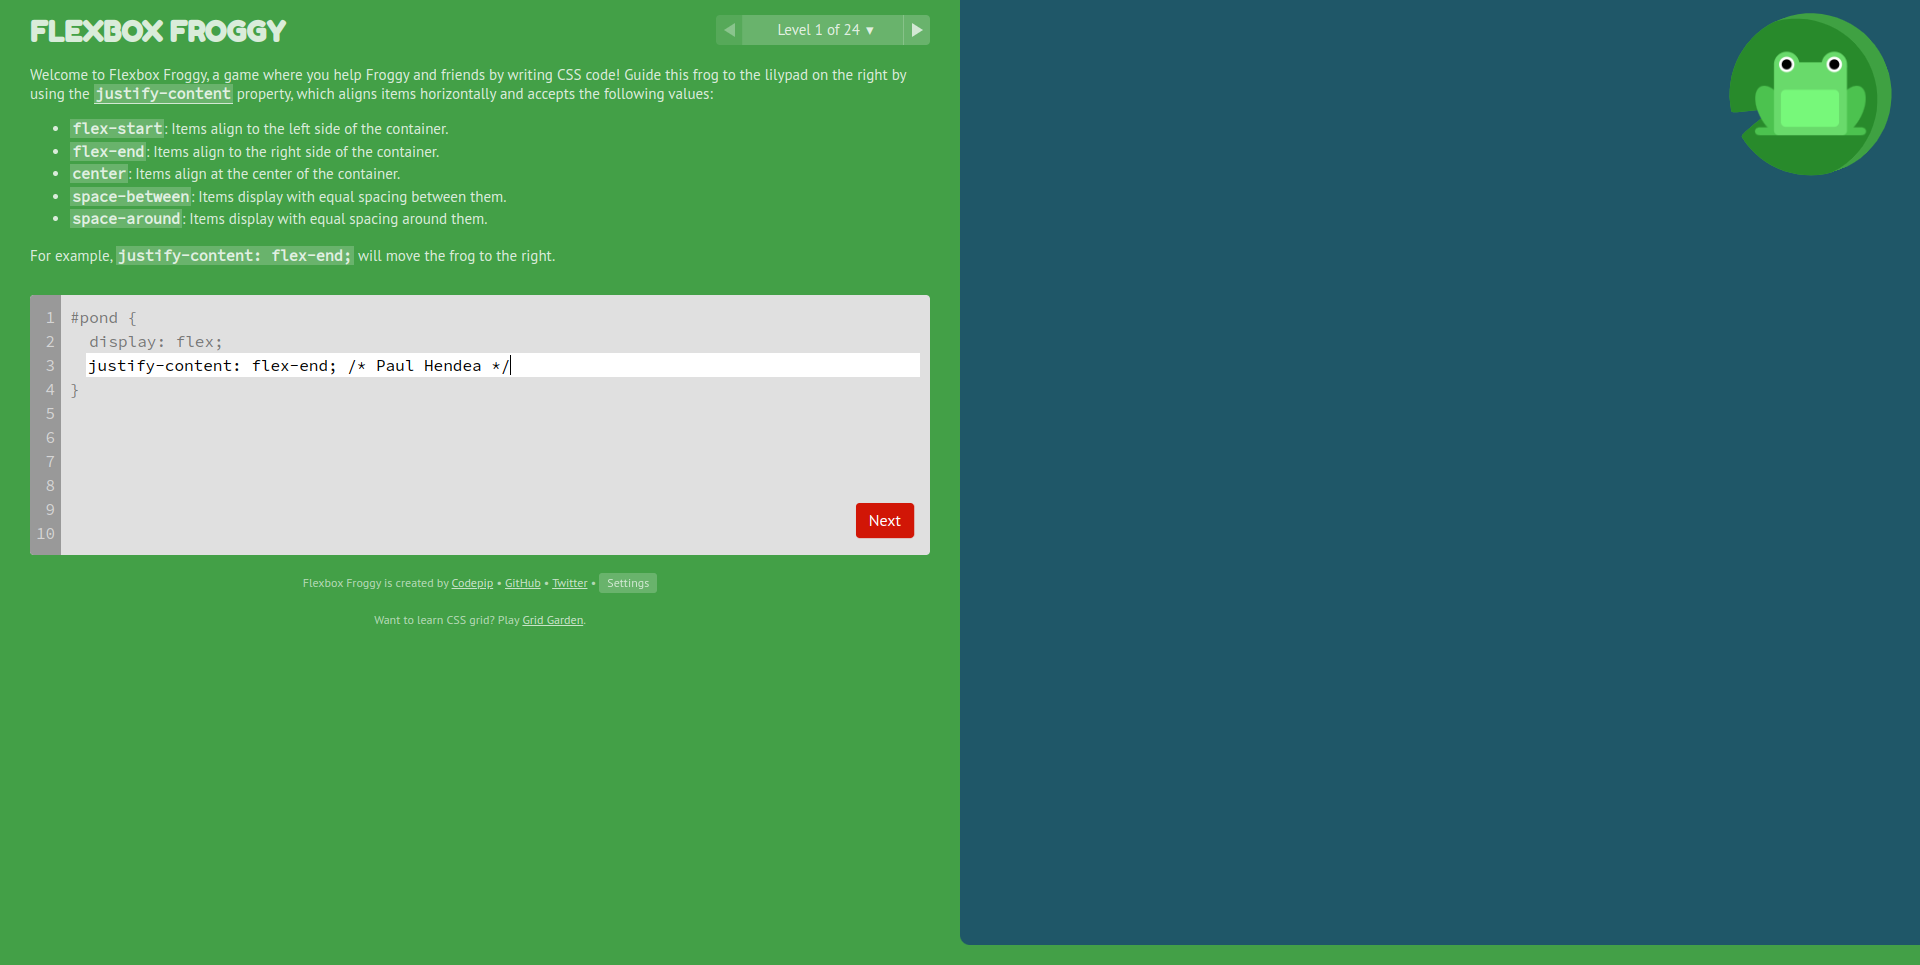 FLEXBOX FROGGY
◀ Level 1 of 24 ▾ ▶
Welcome to Flexbox Froggy, a game where you help Froggy and friends by writing CSS code! Guide this frog to the lilypad on the right by
using the justify-content property, which aligns items horizontally and accepts the following values:
• flex-start: Items align to the left side of the container.
• flex-end: Items align to the right side of the container.
• center: Items align at the center of the container.
• space-between: Items display with equal spacing between them.
• space-around: Items display with equal spacing around them.
For example, justify-content: flex-end; will move the frog to the right.
1 #pond {
2 display: flex;
3 justify-content: flex-end; /* Paul Hendea */
4 }
5
6
7
8
9
10
Next
Flexbox Froggy is created by Codepip • GitHub • Twitter • Settings
Want to learn CSS grid? Play Grid Garden.